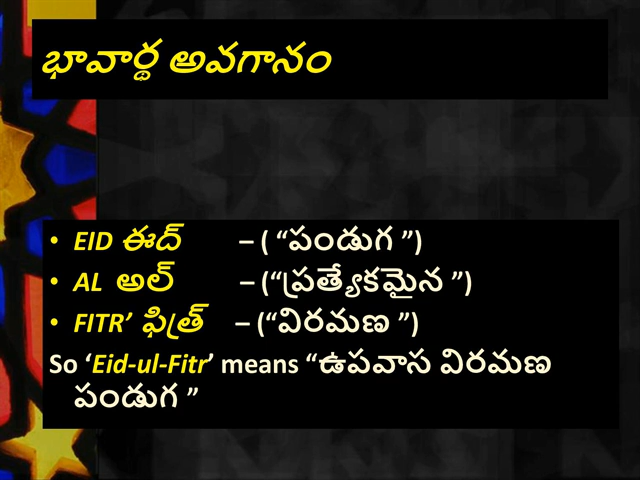 భావార్థ అవగానం
• EID ఈద్ – ( “పండుగ ”)
• AL అల్ – (“ప్రత్యేకమైన ”)
• FITR’ ఫిత్ర్ – (“విరమణ ”)
So ‘Eid-ul-Fitr’ means “ఉపవాస విరమణ
పండుగ ”